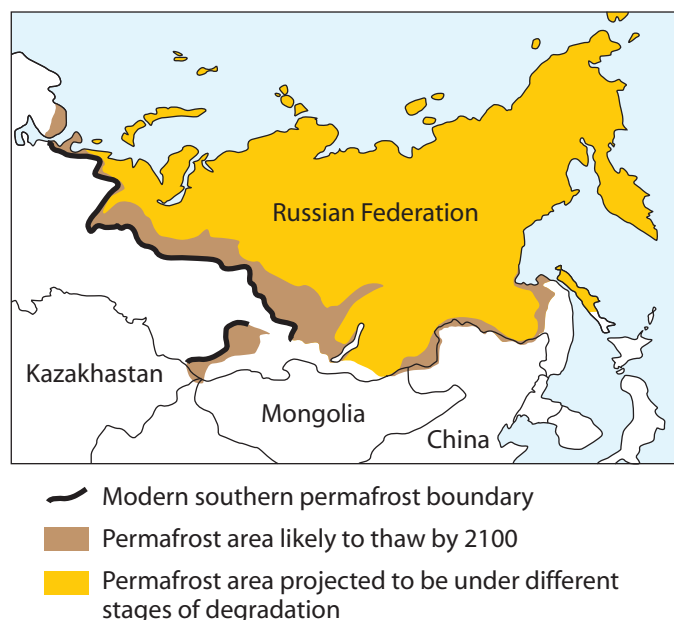 Russian Federation
Kazakhastan
Mongolia
China
Modern southern permafrost boundary
Permafrost area likely to thaw by 2100
Permafrost area projected to be under different
stages of degradation